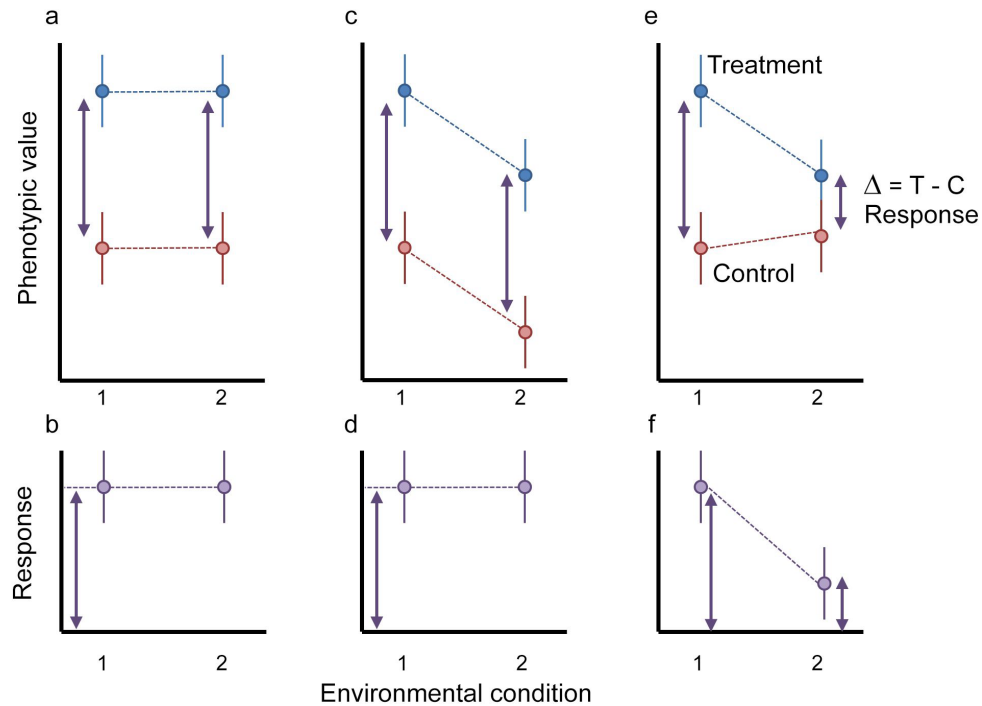 a
c
e
Treatment
Phenotypic value
Δ = T - C
Response
Control
1 2
1 2
1 2
b
d
f
Response
1 2
1 2
1 2
Environmental condition